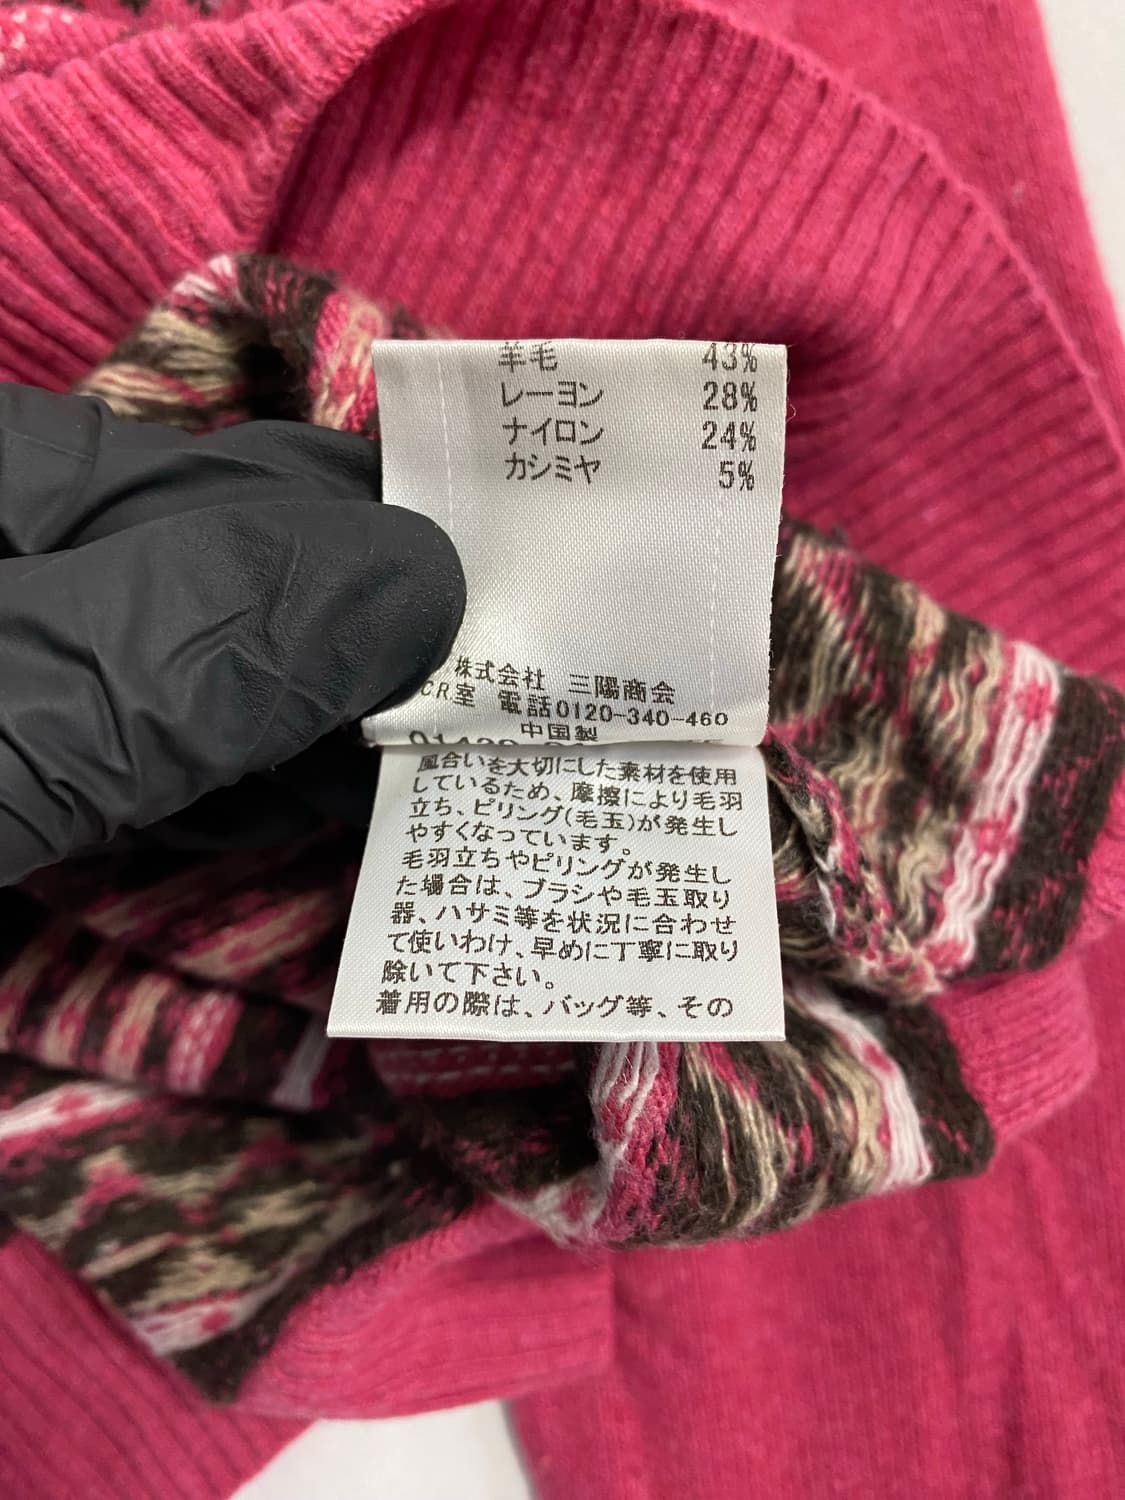 羊毛 43%
レーヨン 28%
ナイロン 24%
カシミヤ 5%
株式会社 三陽商会
C.R.室 電話0120-340-460
中国製
風合いを大切にした素材を使用
しているため、摩擦により毛羽
立ち、ピリング(毛玉)が発生し
やすくなっています。
毛羽立ちやピリングが発生し
た場合は、ブラシや毛玉取り
器、ハサミ等を状況に合わせ
て使いわけ、早めに丁寧に取り
除いて下さい。
着用の際は、バッグ等、その